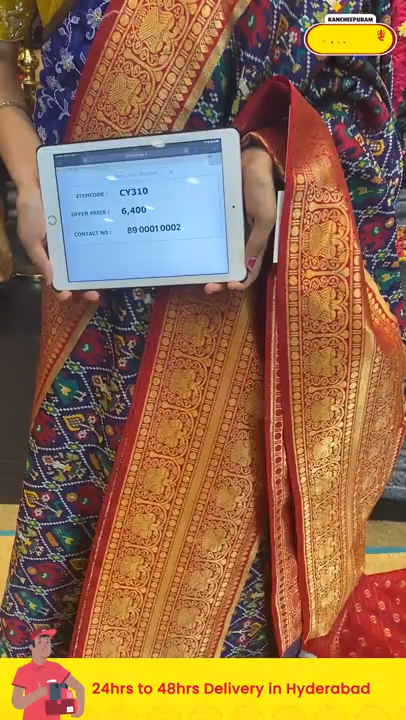 KANCHEEPURAM
ITEMCODE : CY310
OFFER PRICE : 6,400
CONTACT NO : 89 00010002
24hrs to 48hrs Delivery in Hyderabad